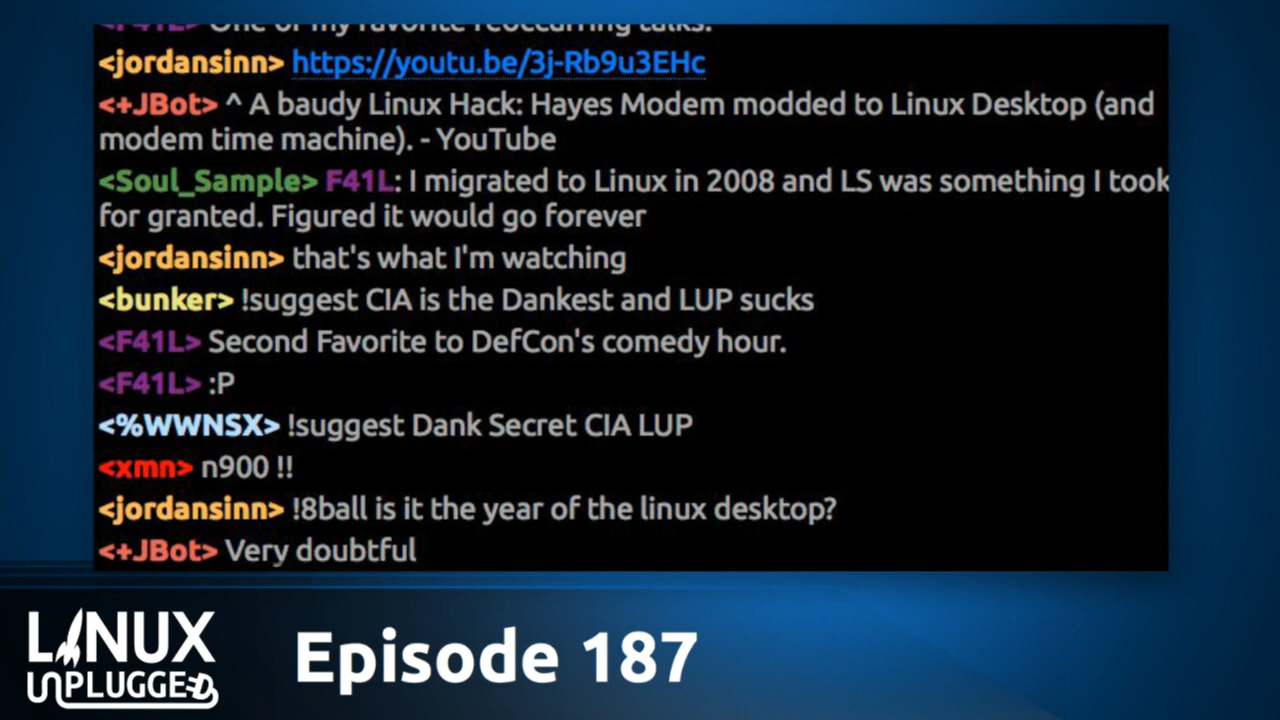 <F41L> One of my favorite reoccurring talks.
<jordansinn> https://youtu.be/3j-Rb9u3EHc
<+JBot> ^ A baudy Linux Hack: Hayes Modem modded to Linux Desktop (and
modem time machine). - YouTube
<Soul_Sample> F41L: I migrated to Linux in 2008 and LS was something I took
for granted. Figured it would go forever
<jordansinn> that's what I'm watching
<bunker> !suggest CIA is the Dankest and LUP sucks
<F41L> Second Favorite to DefCon's comedy hour.
<F41L> :P
<%WWNSX> !suggest Dank Secret CIA LUP
<xmn> n900 !!
<jordansinn> !8ball is it the year of the linux desktop?
<+JBot> Very doubtful
LINUX
UNPLUGGED
Episode 187